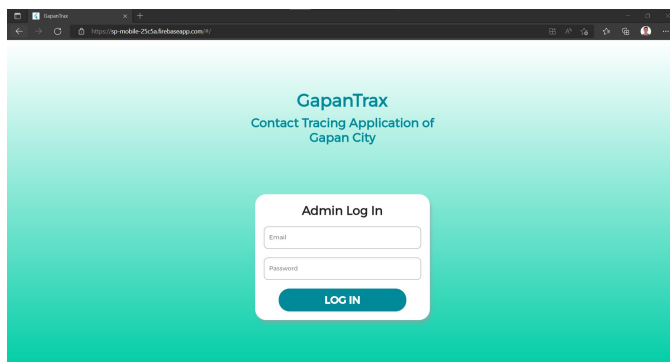 GapanTrax
https://sp-mobile-25c5a.firebaseapp.com/#/
GapanTrax
Contact Tracing Application of
Gapan City
Admin Log In
Email
Password
LOG IN